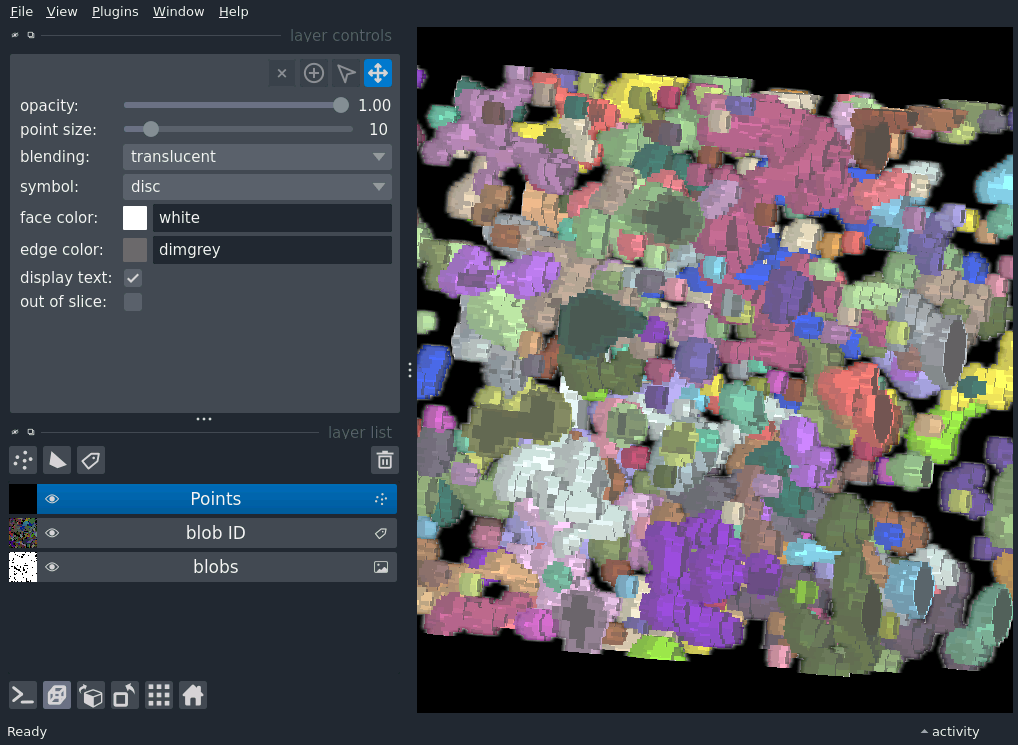 File View Plugins Window Help
layer controls
opacity: 1.00
point size: 10
blending: translucent
symbol: disc
face color: white
edge color: dimgrey
display text:
out of slice:
layer list
Points
blob ID
blobs
Ready
activity